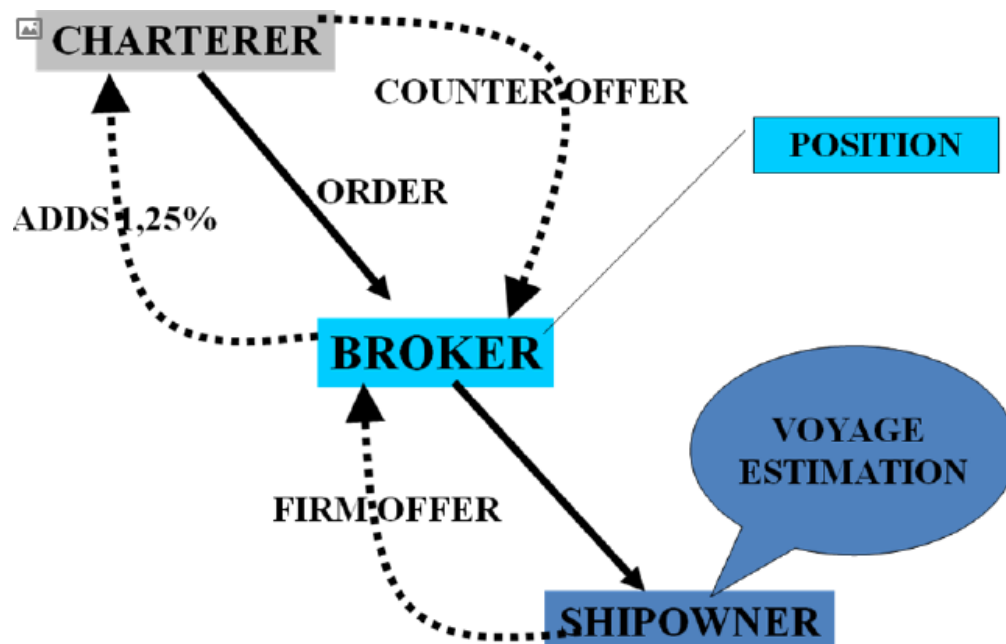 CHARTERER
COUNTER OFFER
POSITION
ORDER
ADDS 1,25%
BROKER
VOYAGE
ESTIMATION
FIRM OFFER
SHIPOWNER